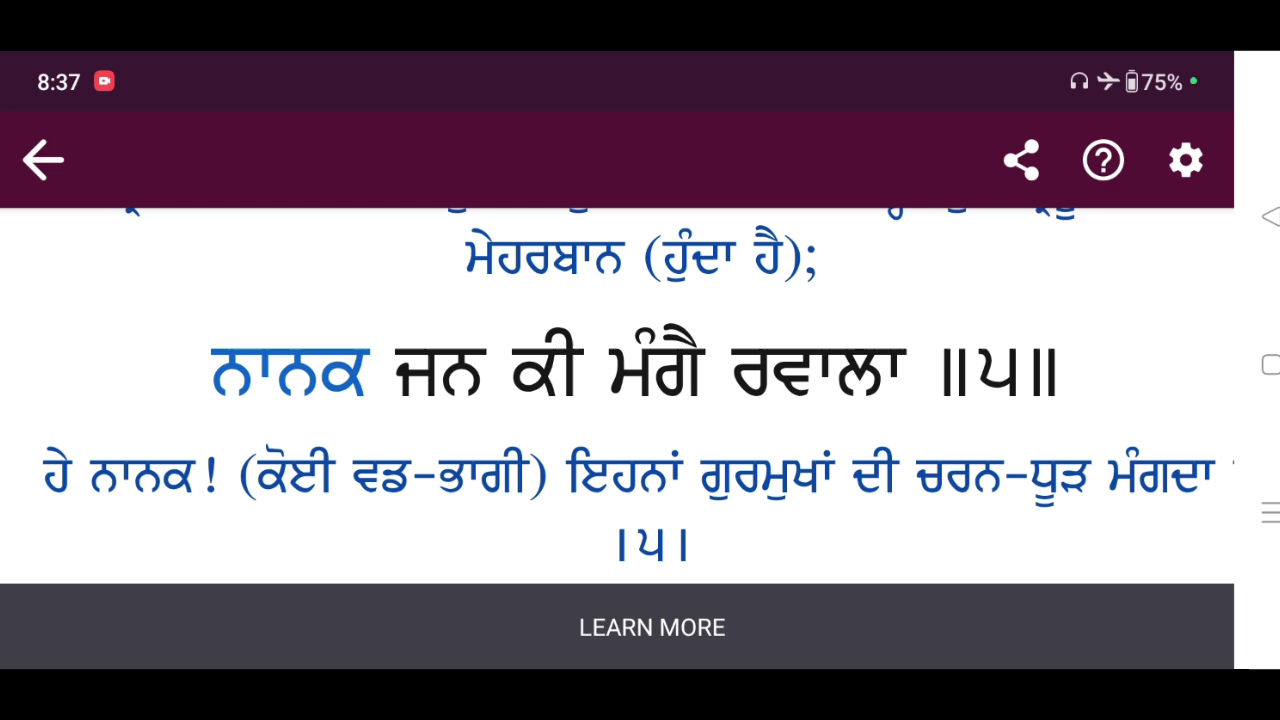 8:37 75%
ਮੇਹਰਬਾਨ (ਹੁੰਦਾ ਹੈ);
ਨਾਨਕ ਜਨ ਕੀ ਮੰਗੈ ਰਵਾਲਾ ॥੫॥
ਹੇ ਨਾਨਕ! (ਕੋਈ ਵਡ-ਭਾਗੀ) ਇਹਨਾਂ ਗੁਰਮੁਖਾਂ ਦੀ ਚਰਨ-ਧੂੜ ਮੰਗਦਾ
।੫।
LEARN MORE